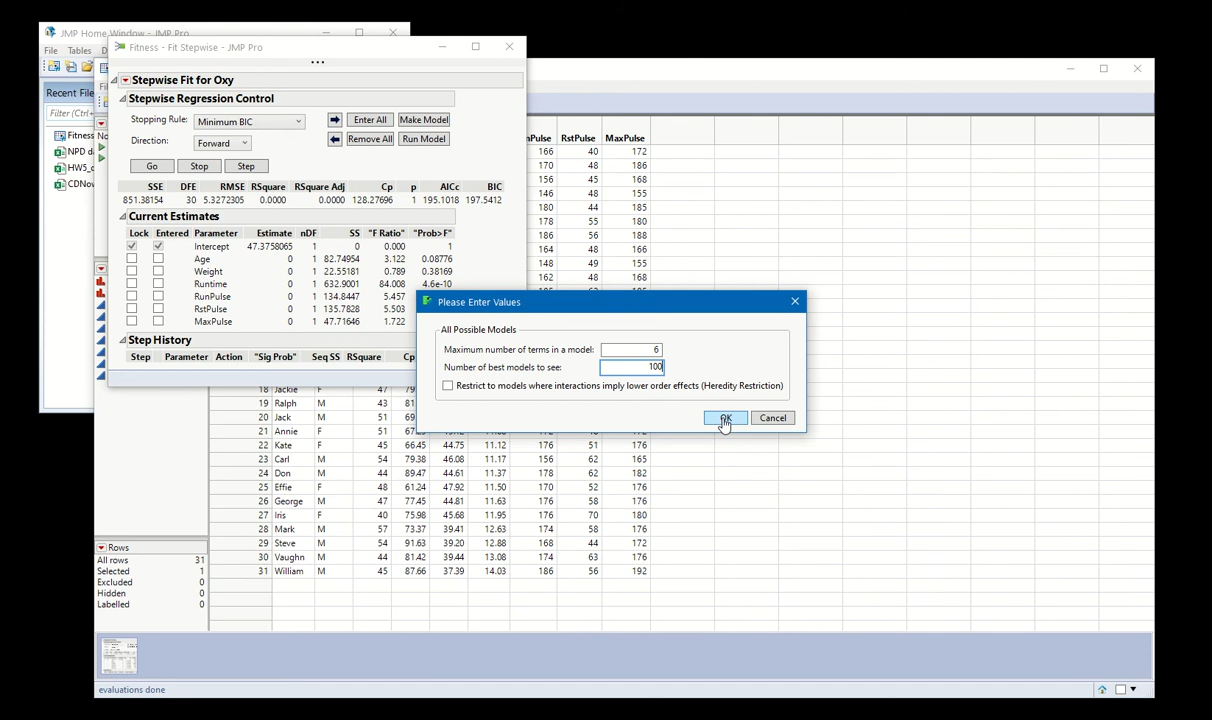 JMP Home Window - JMP Pro
File Tables
Recent File
Filter (Ctrl+
Fitness
NPD da
HW5_c
CDNow
Fitness - Fit Stepwise - JMP Pro
Stepwise Fit for Oxy
Stepwise Regression Control
Stopping Rule: Minimum BIC Enter All Make Model
Direction: Forward Remove All Run Model
Go Stop Step
SSE DFE RMSE RSquare RSquare Adj Cp p AICc BIC
851.38154 30 5.3272305 0.0000 0.0000 128.27696 1 195.1018 197.5412
Current Estimates
Lock Entered Parameter Estimate nDF SS "F Ratio" "Prob>F"
Intercept 47.3758065 1 0 0.000 1
Age 0 1 82.74954 3.122 0.08776
Weight 0 1 22.55181 0.789 0.38169
Runtime 0 1 632.9001 84.008 4.6e-10
RunPulse 0 1 134.8447 5.457
RstPulse 0 1 135.7828 5.503
MaxPulse 0 1 47.71646 1.722
Step History
Step Parameter Action "Sig Prob" Seq SS RSquare Cp
nPulse RstPulse MaxPulse
166 40 172
170 48 186
156 45 168
146 48 155
180 44 185
178 55 180
186 56 188
164 48 166
148 49 155
162 48 168
Please Enter Values
All Possible Models
Maximum number of terms in a model: 6
Number of best models to see: 100
Restrict to models where interactions imply lower order effects (Heredity Restriction)
OK Cancel
18 Jackie F 47
19 Ralph M 43 81
20 Jack M 51 69
21 Annie F 51
22 Kate F 45 66.45 44.75 11.12 176 51 176
23 Carl M 54 79.38 46.08 11.17 156 62 165
24 Don M 44 89.47 44.61 11.37 178 62 182
25 Effie F 48 61.24 47.92 11.50 170 52 176
26 George M 47 77.45 44.81 11.63 176 58 176
27 Iris F 40 75.98 45.68 11.95 176 70 180
28 Mark M 57 73.37 39.41 12.63 174 58 176
29 Steve M 54 91.63 39.20 12.88 168 44 172
30 Vaughn M 44 81.42 39.44 13.08 174 63 176
31 William M 45 87.66 37.39 14.03 186 56 192
Rows
All rows 31
Selected 1
Excluded 0
Hidden 0
Labelled 0
evaluations done